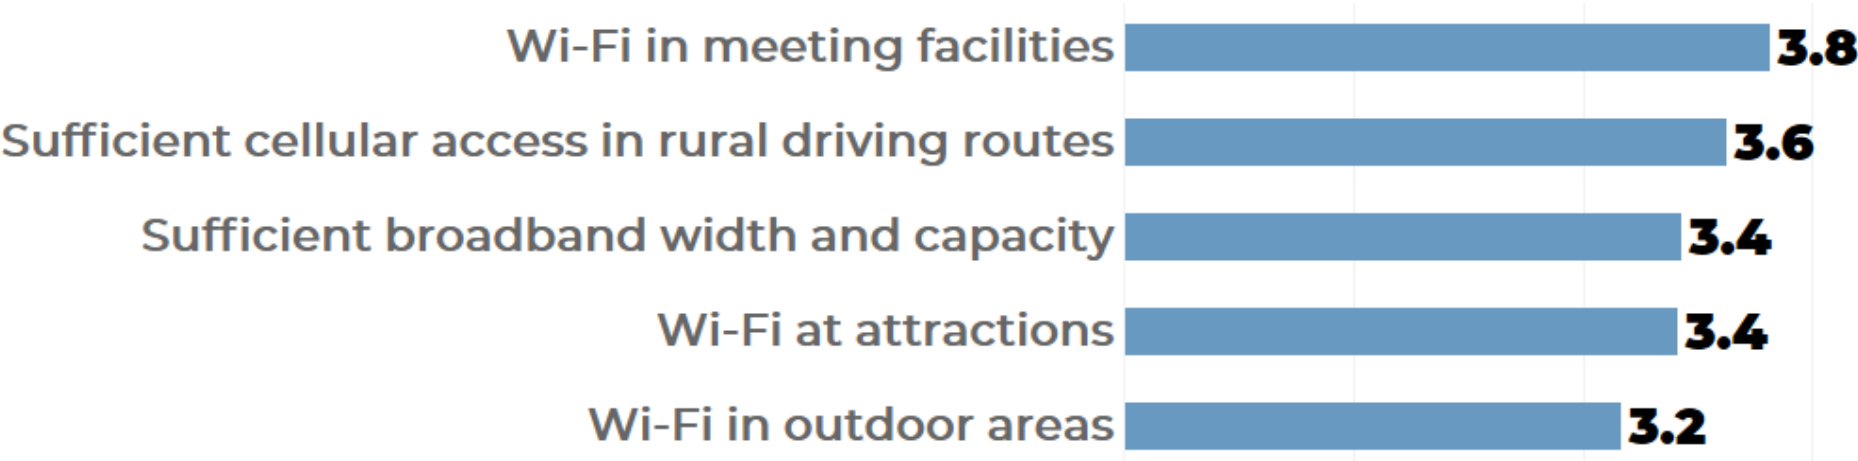 Wi-Fi in meeting facilities 3.8
Sufficient cellular access in rural driving routes 3.6
Sufficient broadband width and capacity 3.4
Wi-Fi at attractions 3.4
Wi-Fi in outdoor areas 3.2